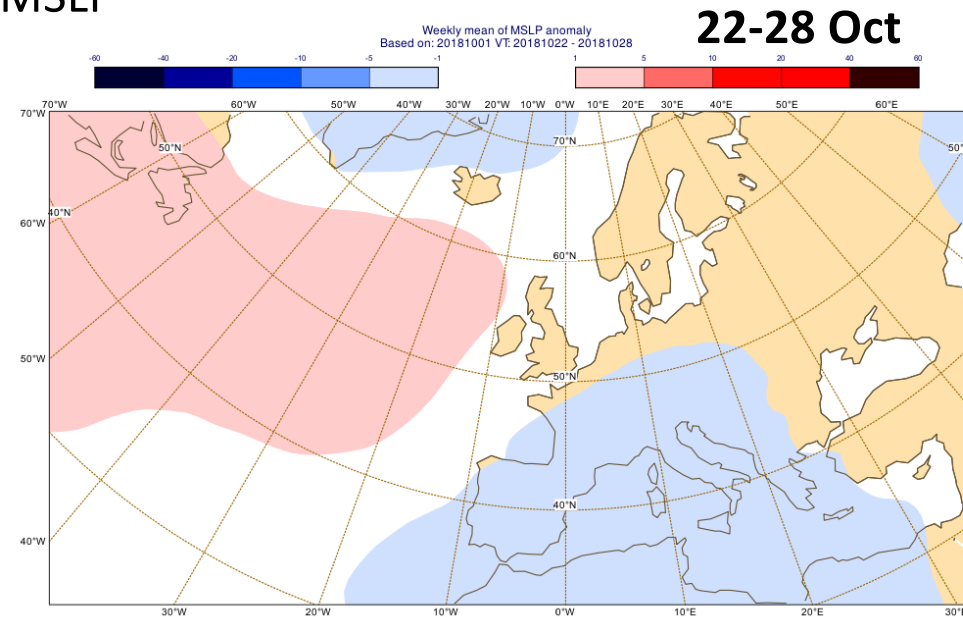 MSLP
22-28 Oct
Weekly mean of MSLP anomaly
Based on: 20181001 VT: 20181022 - 20181028
-60 -40 -20 -10 -5 -1
1 5 10 20 40 60
70°W 60°W 50°W 40°W 30°W 20°W 10°W 0°W 10°E 20°E 30°E 40°E 50°E 60°E
70°W
70°N
50°N
50°
40°N
60°W
60°N
50°W
50°N
40°N
40°W
30°W 20°W 10°W 0°W 10°E 20°E 30°E